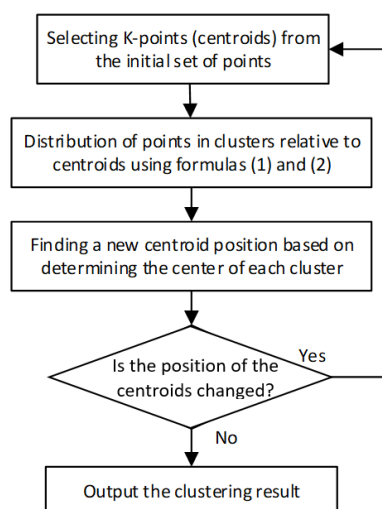 Selecting K-points (centroids) from
the initial set of points
Distribution of points in clusters relative to
centroids using formulas (1) and (2)
Finding a new centroid position based on
determining the center of each cluster
Is the position of the
centroids changed?
Yes
No
Output the clustering result